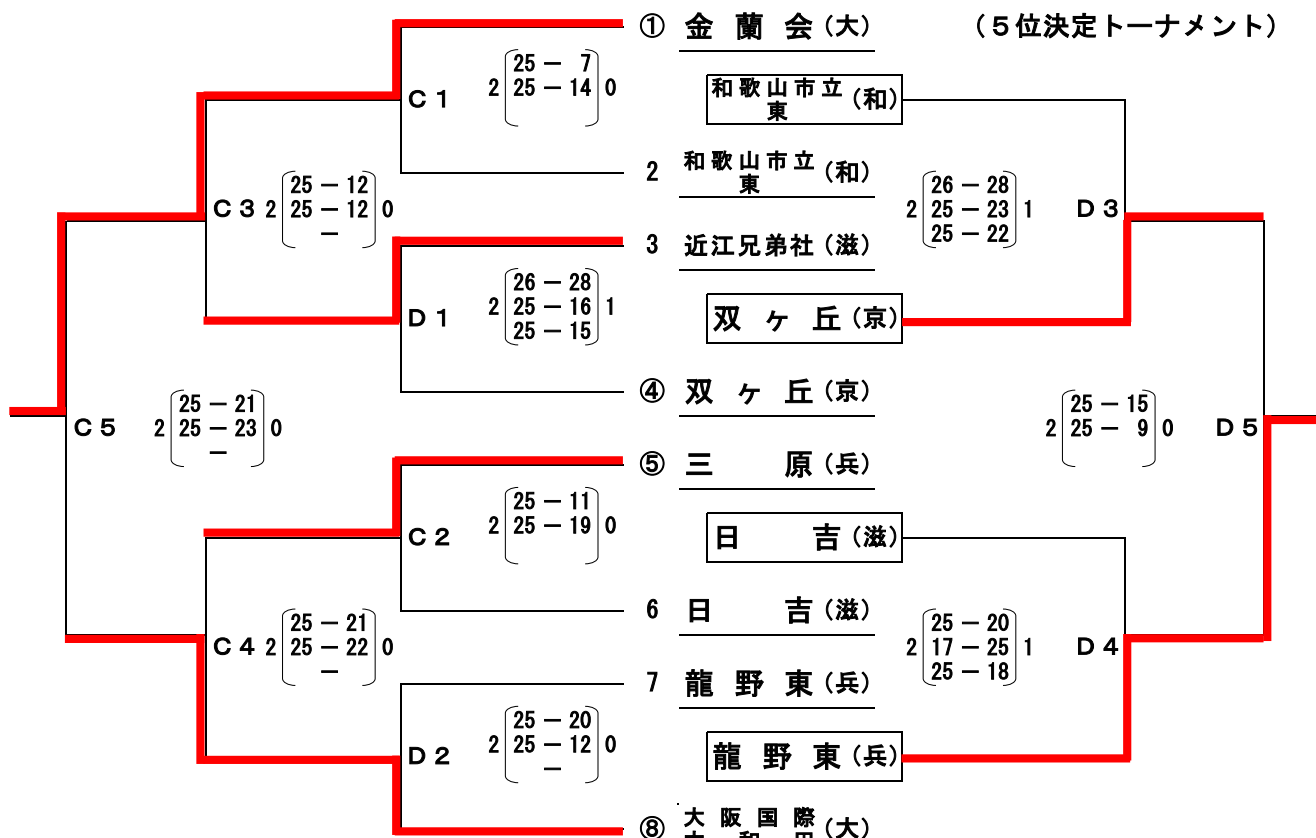 ① 金蘭会(大) (5位決定トーナメント)
25 - 7
2 25 - 14 0
C1
和歌山市立
東 (和)
2 和歌山市立
東 (和)
25 - 12
C3 2 25 - 12 0
-
26 - 28
2 25 - 23 1 D3
25 - 22
3 近江兄弟社(滋)
26 - 28
D1 2 25 - 16 1
25 - 15
双ヶ丘(京)
④ 双ヶ丘(京)
25 - 21
C5 2 25 - 23 0
-
25 - 15
2 25 - 9 0 D5
⑤ 三原(兵)
25 - 11
C2 2 25 - 19 0
日吉(滋)
6 日吉(滋)
25 - 21
C4 2 25 - 22 0
-
25 - 20
2 17 - 25 1 D4
25 - 18
7 龍野東(兵)
25 - 20
D2 2 25 - 12 0
-
龍野東(兵)
⑧ 大阪国際
(大)